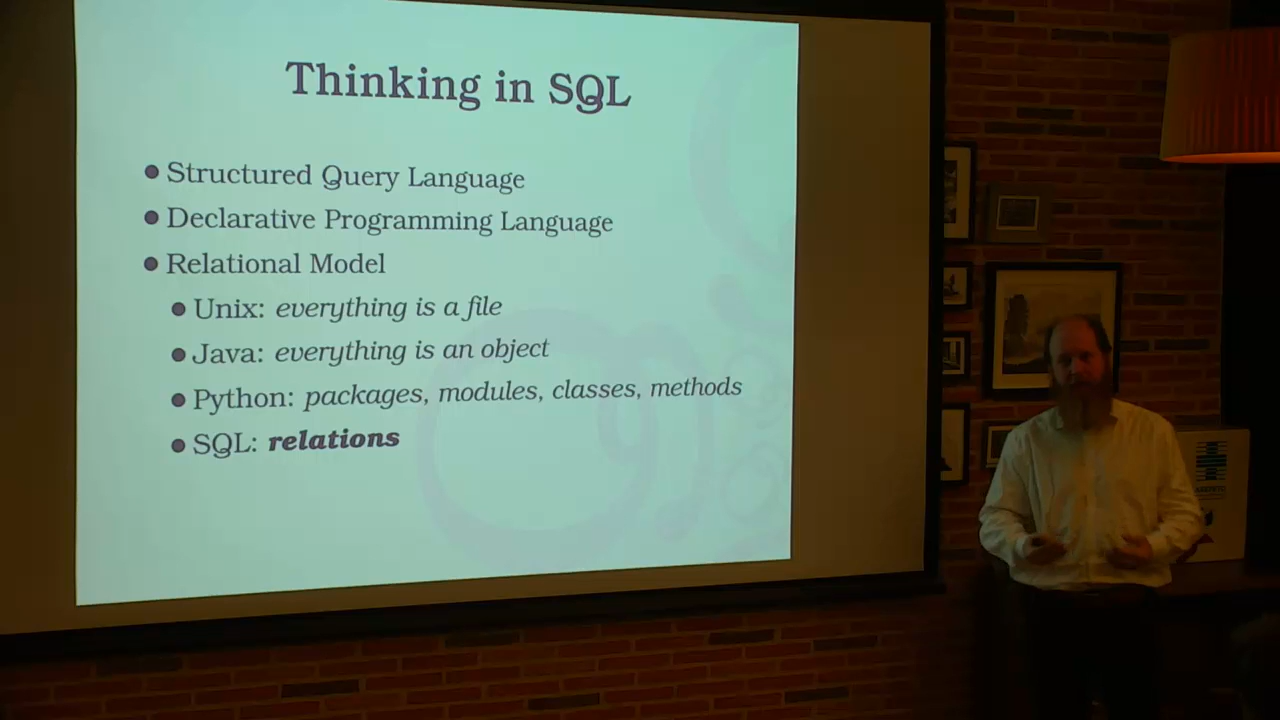 Thinking in SQL
Structured Query Language
Declarative Programming Language
Relational Model
Unix: everything is a file
Java: everything is an object
Python: packages, modules, classes, methods
SQL: relations